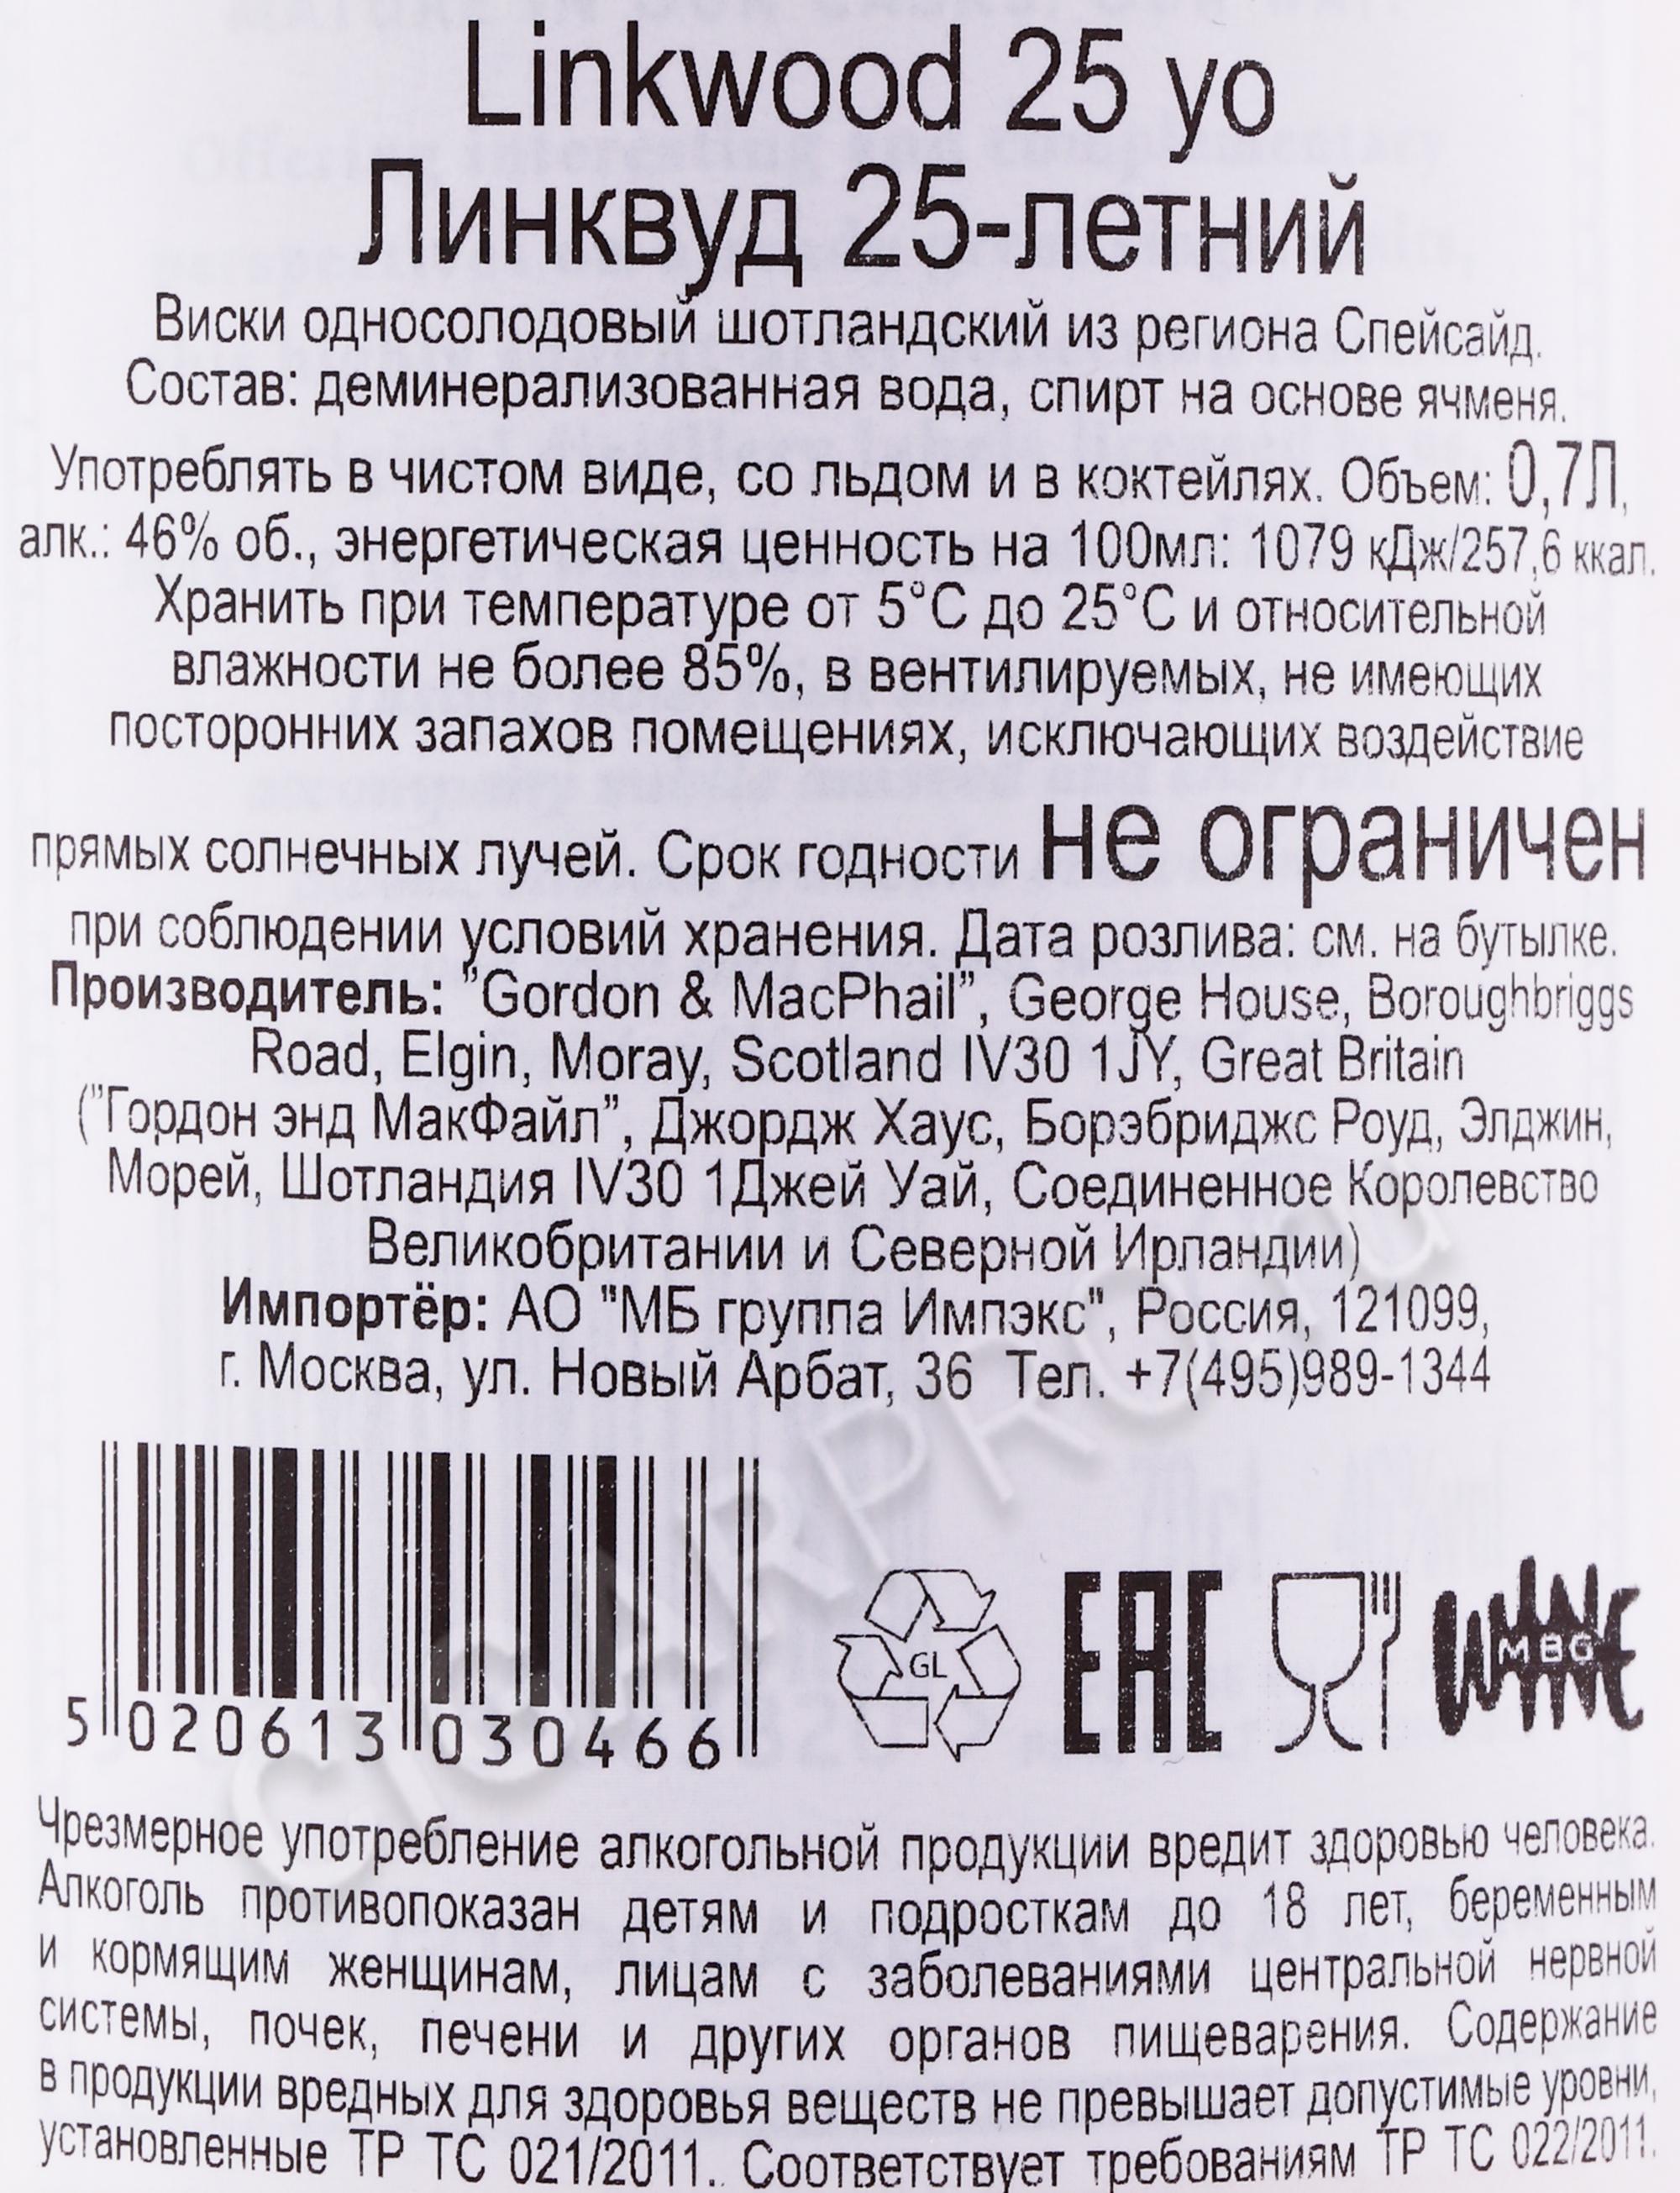 Linkwood 25 yo
Линквуд 25-летний
Виски односолодовый шотландский из региона Спейсайд.
Состав: деминерализованная вода, спирт на основе ячменя.
Употреблять в чистом виде, со льдом и в коктейлях. Объем: 0,7Л,
алк.: 46% об., энергетическая ценность на 100мл: 1079 кДж/257,6 ккал.
Хранить при температуре от 5°С до 25°С и относительной
влажности не более 85%, в вентилируемых, не имеющих
посторонних запахов помещениях, исключающих воздействие
прямых солнечных лучей. Срок годности не ограничен
при соблюдении условий хранения. Дата розлива: см. на бутылке.
Производитель: "Gordon & MacPhail", George House, Boroughbriggs
Road, Elgin, Moray, Scotland IV30 1JY, Great Britain
("Гордон энд МакФайл", Джордж Хаус, Борэбриджс Роуд, Элджин,
Морей, Шотландия IV30 1Джей Уай, Соединенное Королевство
Великобритании и Северной Ирландии)
Импортёр: АО "МБ группа Импэкс", Россия, 121099,
г. Москва, ул. Новый Арбат, 36 Тел. +7(495)989-1344
5 020613 030466
GL
EAC
WINE
MBG
CIGARPRO.ru
Чрезмерное употребление алкогольной продукции вредит здоровью человека.
Алкоголь противопоказан детям и подросткам до 18 лет, беременным
и кормящим женщинам, лицам с заболеваниями центральной нервной
системы, почек, печени и других органов пищеварения. Содержание
в продукции вредных для здоровья веществ не превышает допустимые уровни,
установленные ТР ТС 021/2011.. Соответствует требованиям ТР ТС 022/2011.